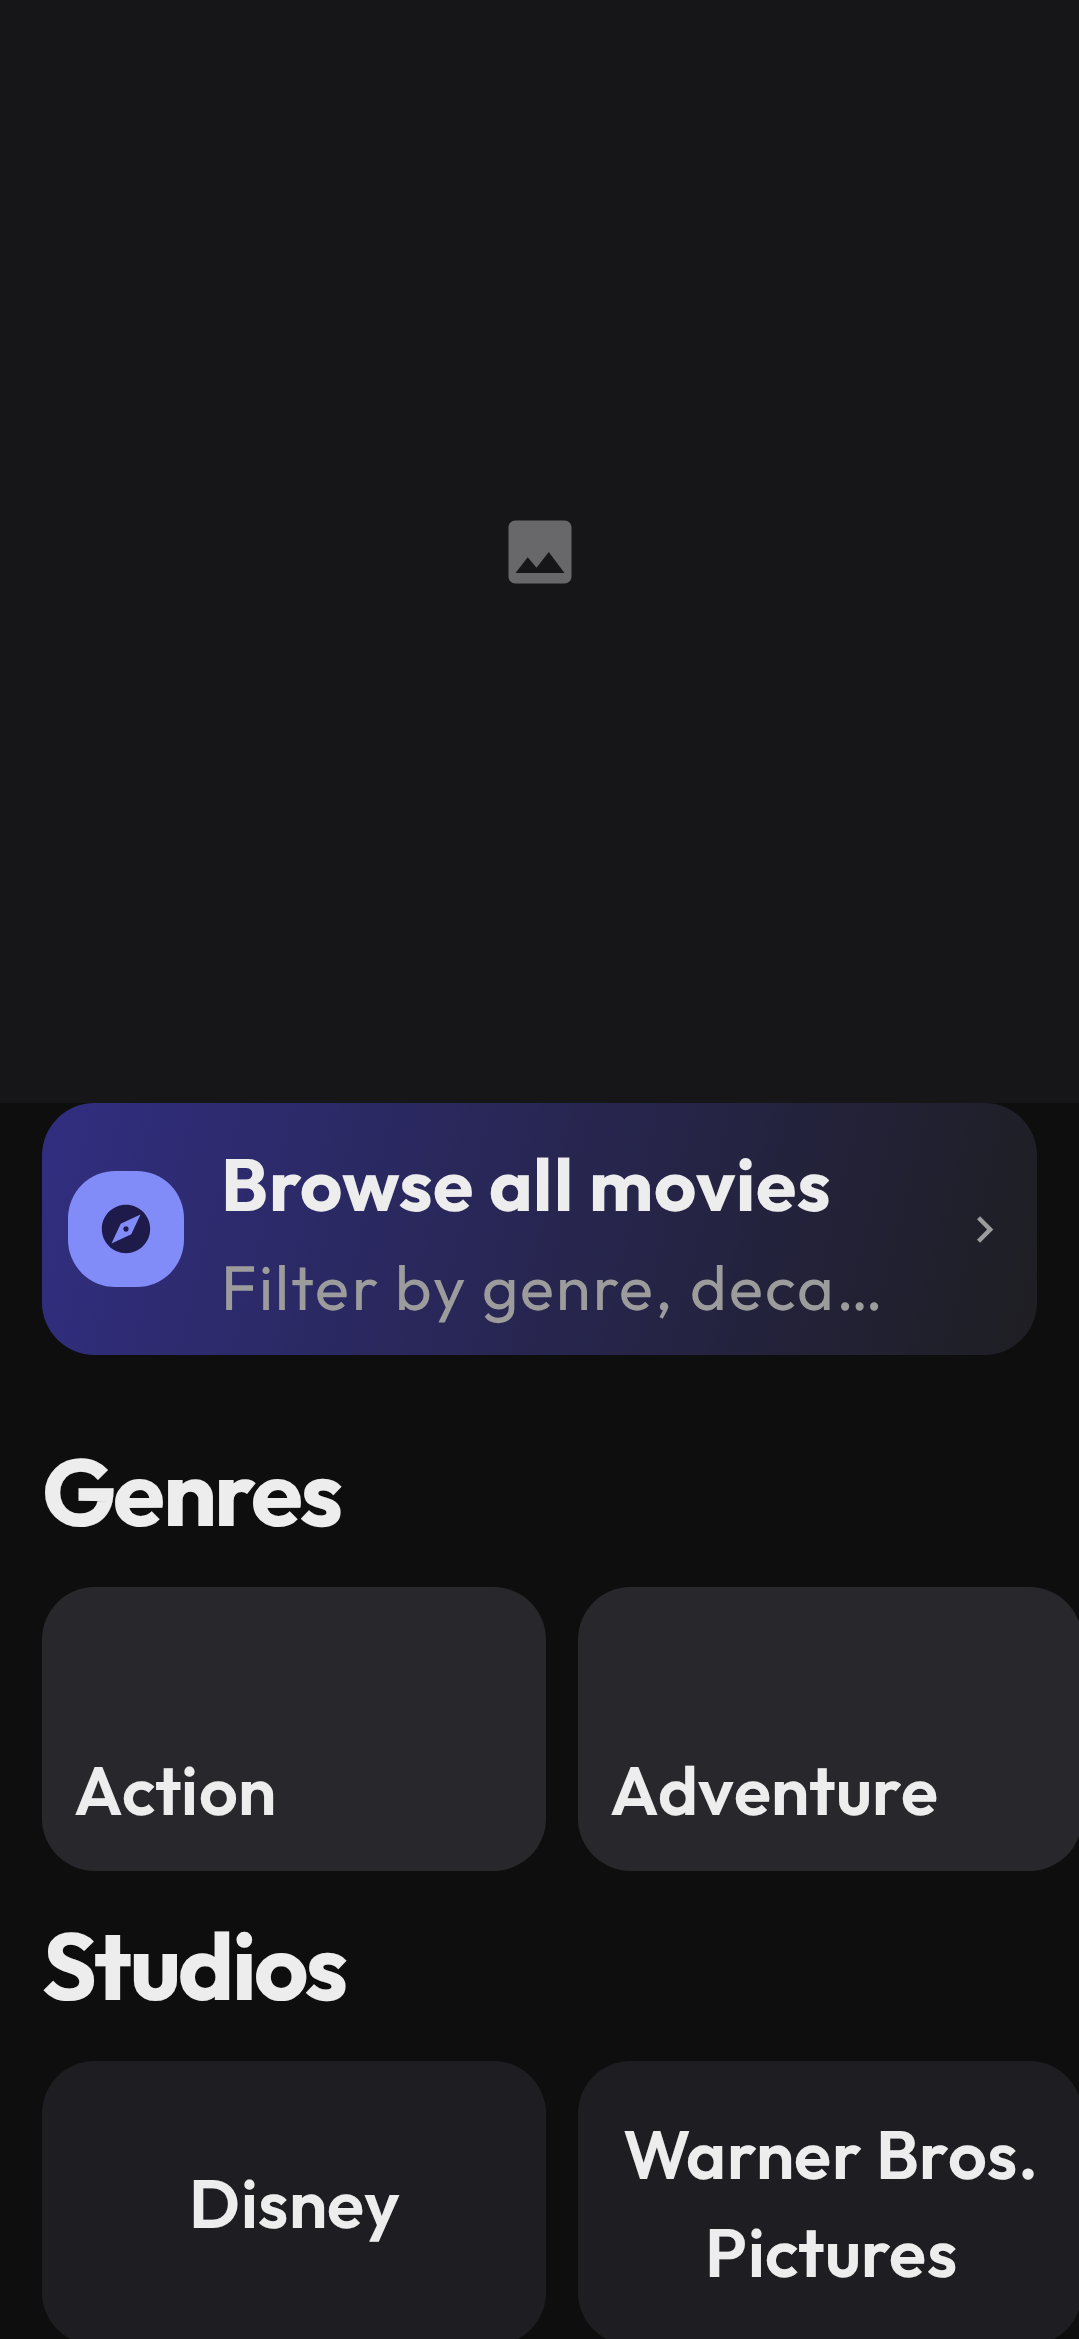 Browse all movies
Filter by genre, deca...
Genres
Action
Adventure
Studios
Disney
Warner Bros.
Pictures